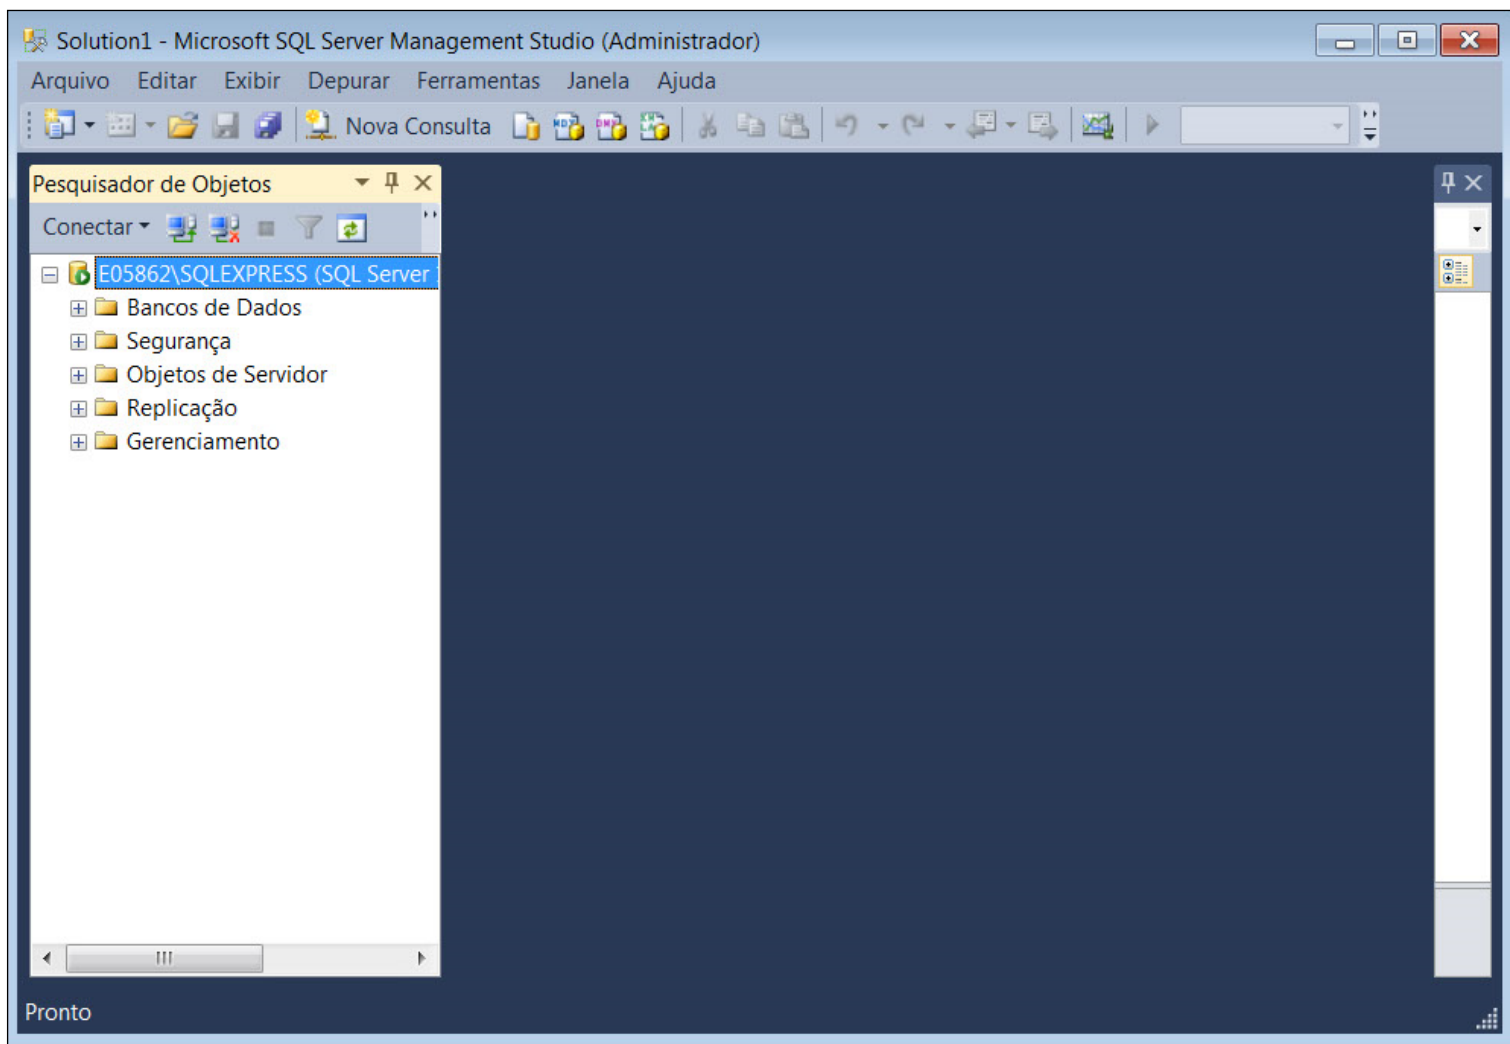 Solution1 - Microsoft SQL Server Management Studio (Administrador)
Arquivo Editar Exibir Depurar Ferramentas Janela Ajuda
Nova Consulta
Pesquisador de Objetos
Conectar
E05862\SQLEXPRESS (SQL Server
Bancos de Dados
Segurança
Objetos de Servidor
Replicação
Gerenciamento
Pronto